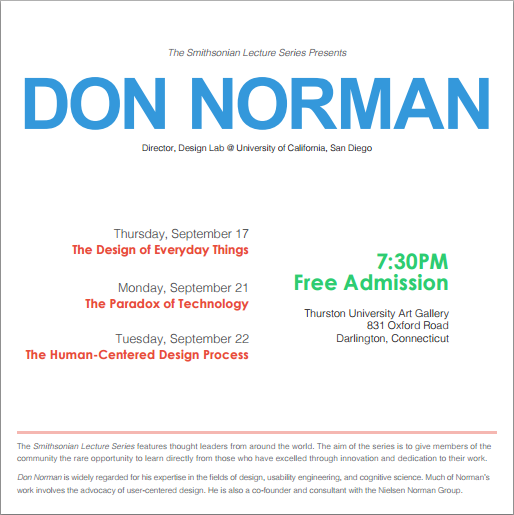 The Smithsonian Lecture Series Presents
DON NORMAN
Director, Design Lab @ University of California, San Diego
Thursday, September 17
The Design of Everyday Things
Monday, September 21
The Paradox of Technology
Tuesday, September 22
The Human-Centered Design Process
7:30PM
Free Admission
Thurston University Art Gallery
831 Oxford Road
Darlington, Connecticut
The Smithsonian Lecture Series features thought leaders from around the world. The aim of the series is to give members of the
community the rare opportunity to learn directly from those who have excelled through innovation and dedication to their work.
Don Norman is widely regarded for his expertise in the fields of design, usability engineering, and cognitive science. Much of Norman's
work involves the advocacy of user-centered design. He is also a co-founder and consultant with the Nielsen Norman Group.